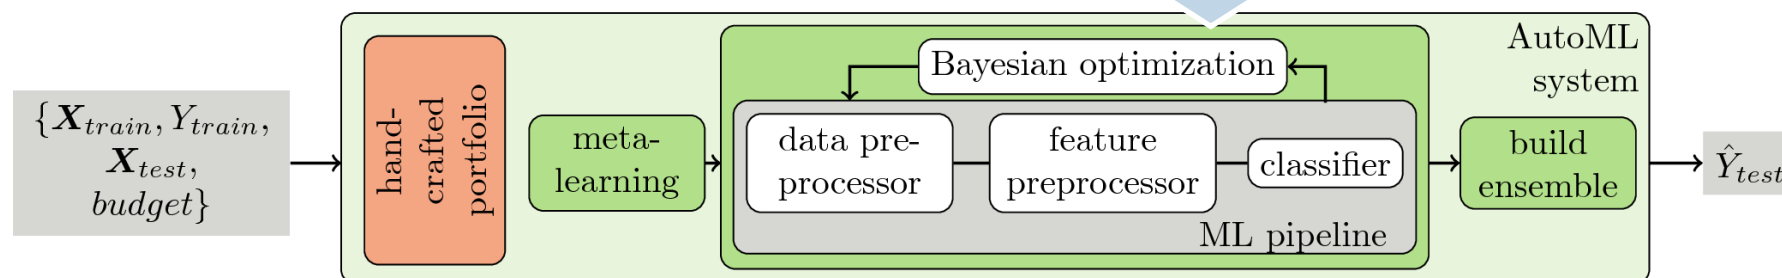 {X_train, Y_train,
X_test,
budget}
hand-
crafted
portfolio
meta-
learning
Bayesian optimization
data pre-
processor
feature
preprocessor
classifier
ML pipeline
AutoML
system
build
ensemble
Ŷ_test